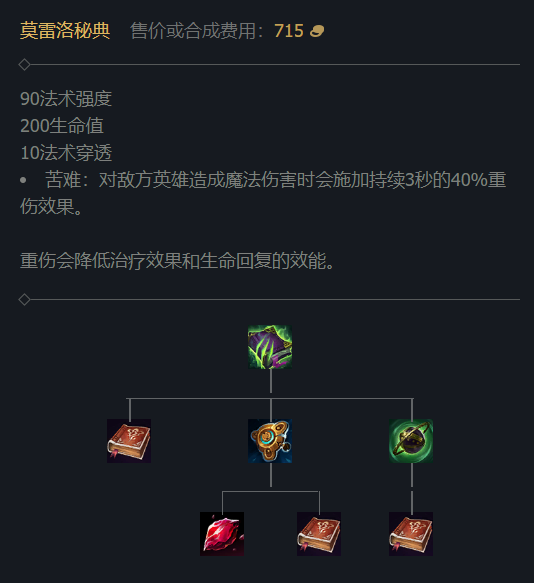 莫雷洛秘典 售价或合成费用：715
90法术强度
200生命值
10法术穿透
• 苦难：对敌方英雄造成魔法伤害时会施加持续3秒的40%重
伤效果。
重伤会降低治疗效果和生命回复的效能。